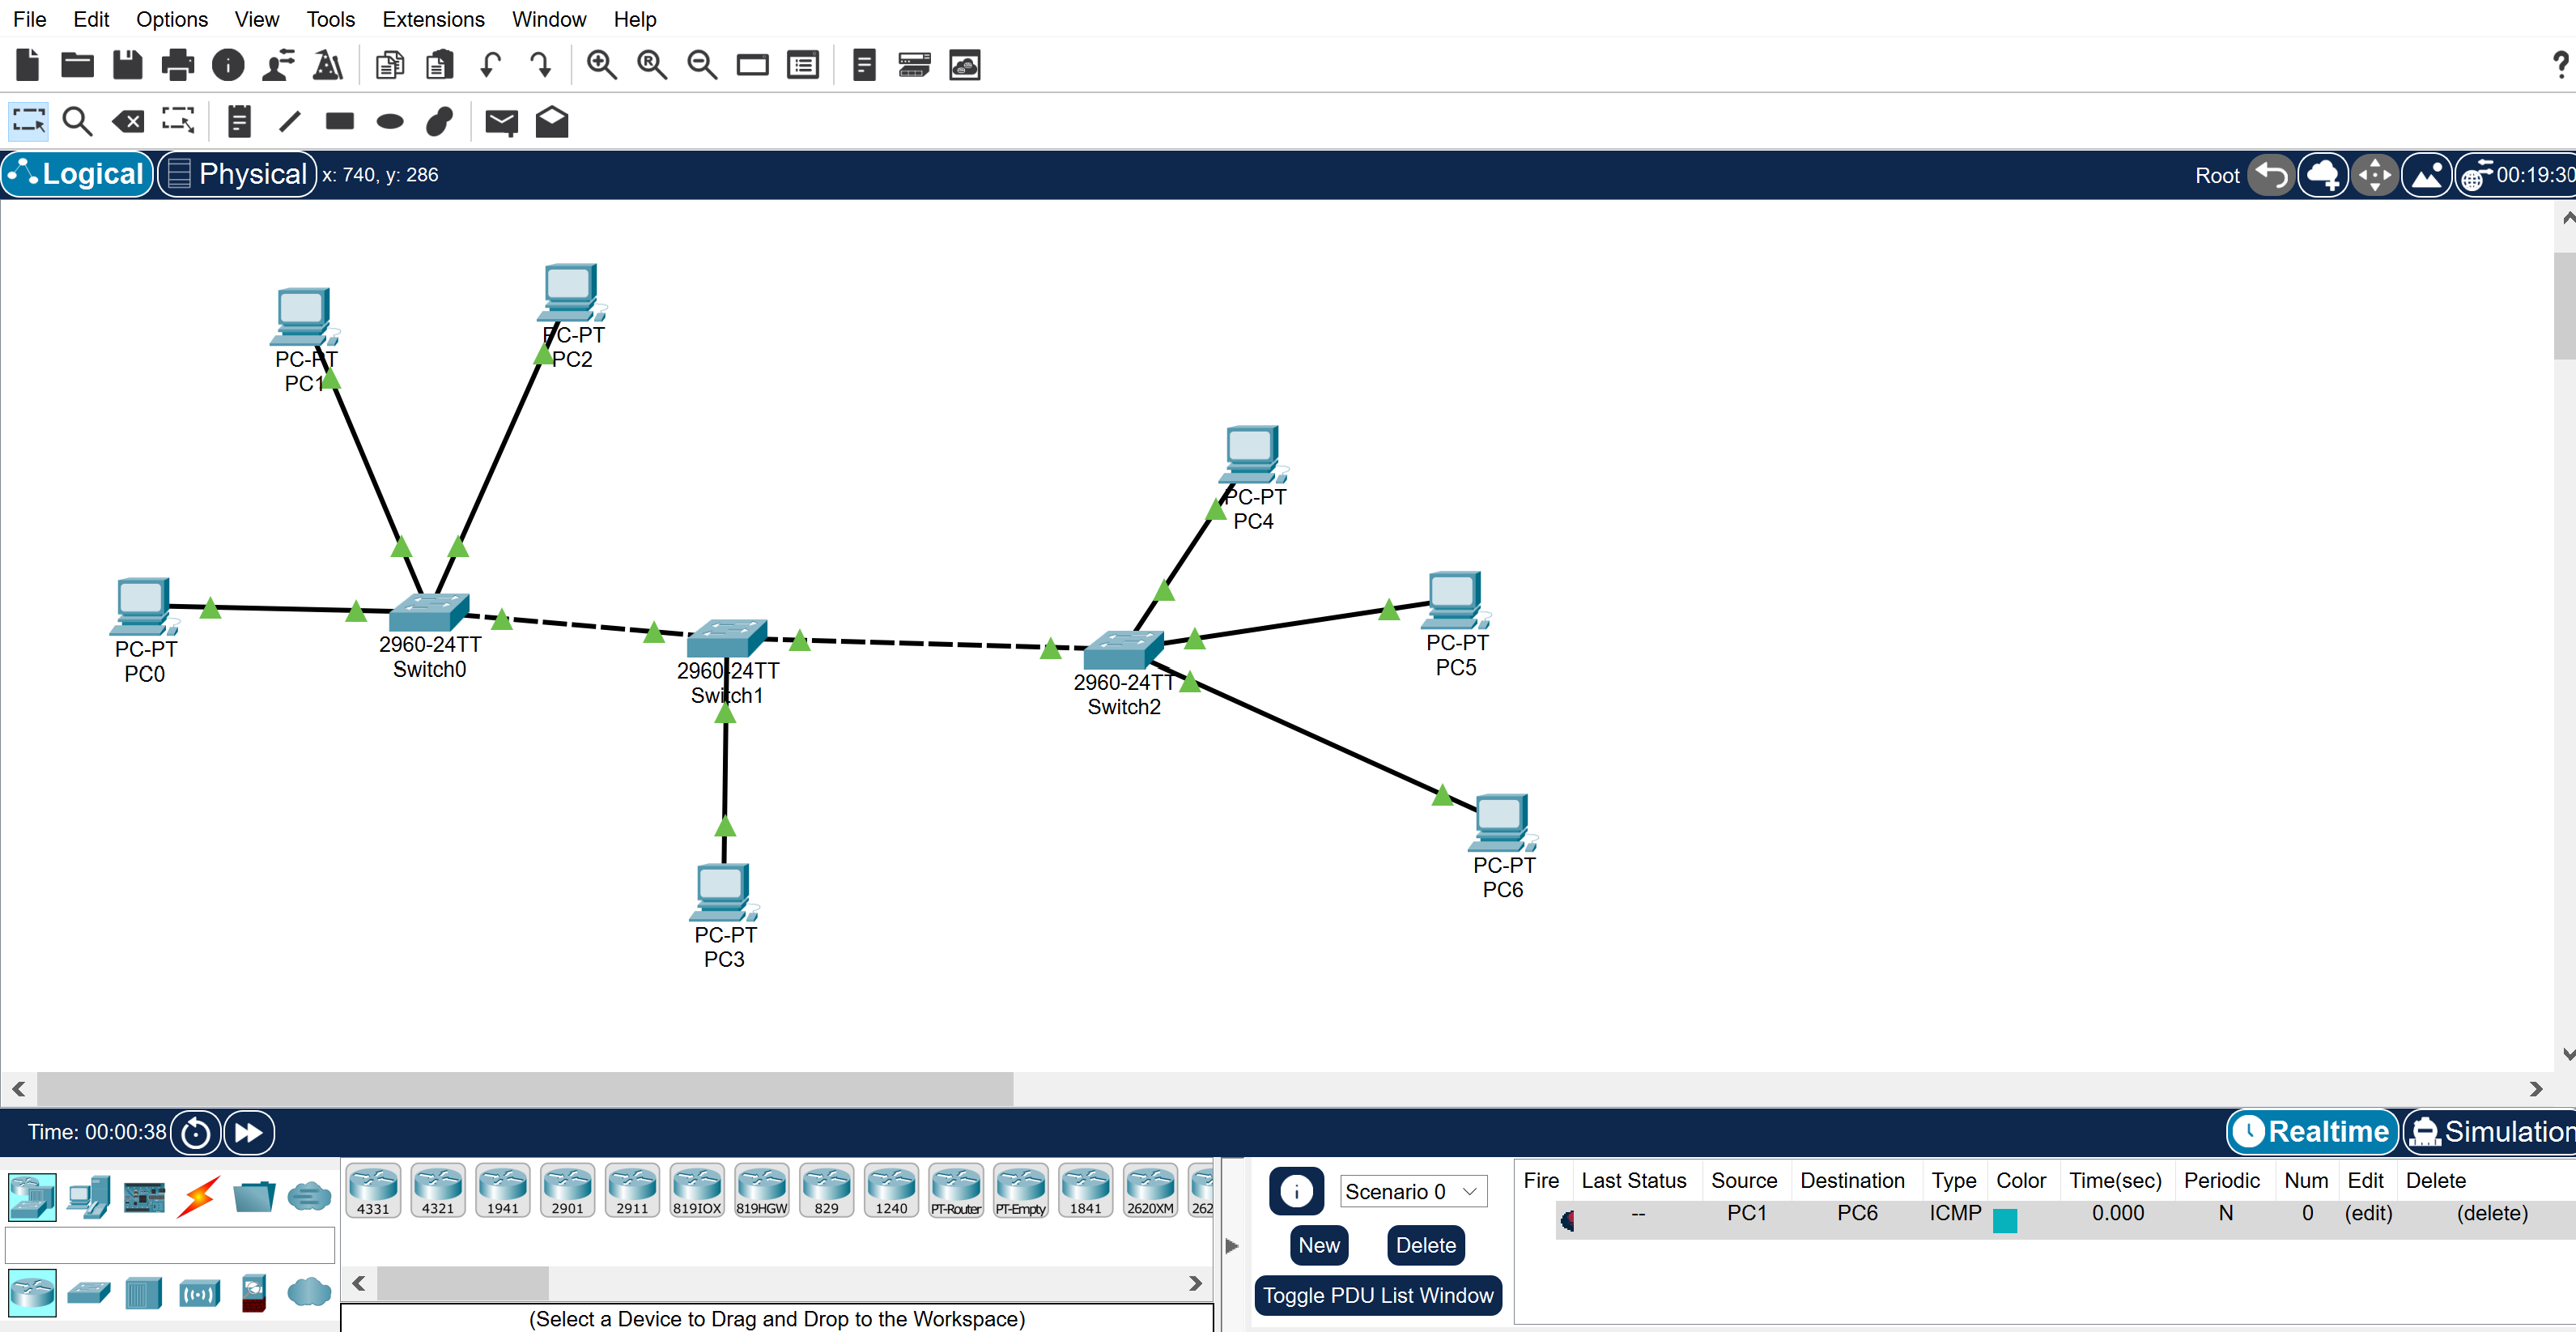 File Edit Options View Tools Extensions Window Help
?
Logical Physical x: 740, y: 286 Root 00:19:30
PC-PT
PC1
PC-PT
PC2
PC-PT
PC4
PC-PT
PC0
2960-24TT
Switch0
2960-24TT
Switch1
2960-24TT
Switch2
PC-PT
PC5
PC-PT
PC6
PC-PT
PC3
Time: 00:00:38 Realtime Simulation
4331 4321 1941 2901 2911 819IOX 819HGW 829 1240 PT-Router PT-Empty 1841 2620XM 262
(Select a Device to Drag and Drop to the Workspace)
Scenario 0
New Delete
Toggle PDU List Window
Fire Last Status Source Destination Type Color Time(sec) Periodic Num Edit Delete
-- PC1 PC6 ICMP 0.000 N 0 (edit) (delete)